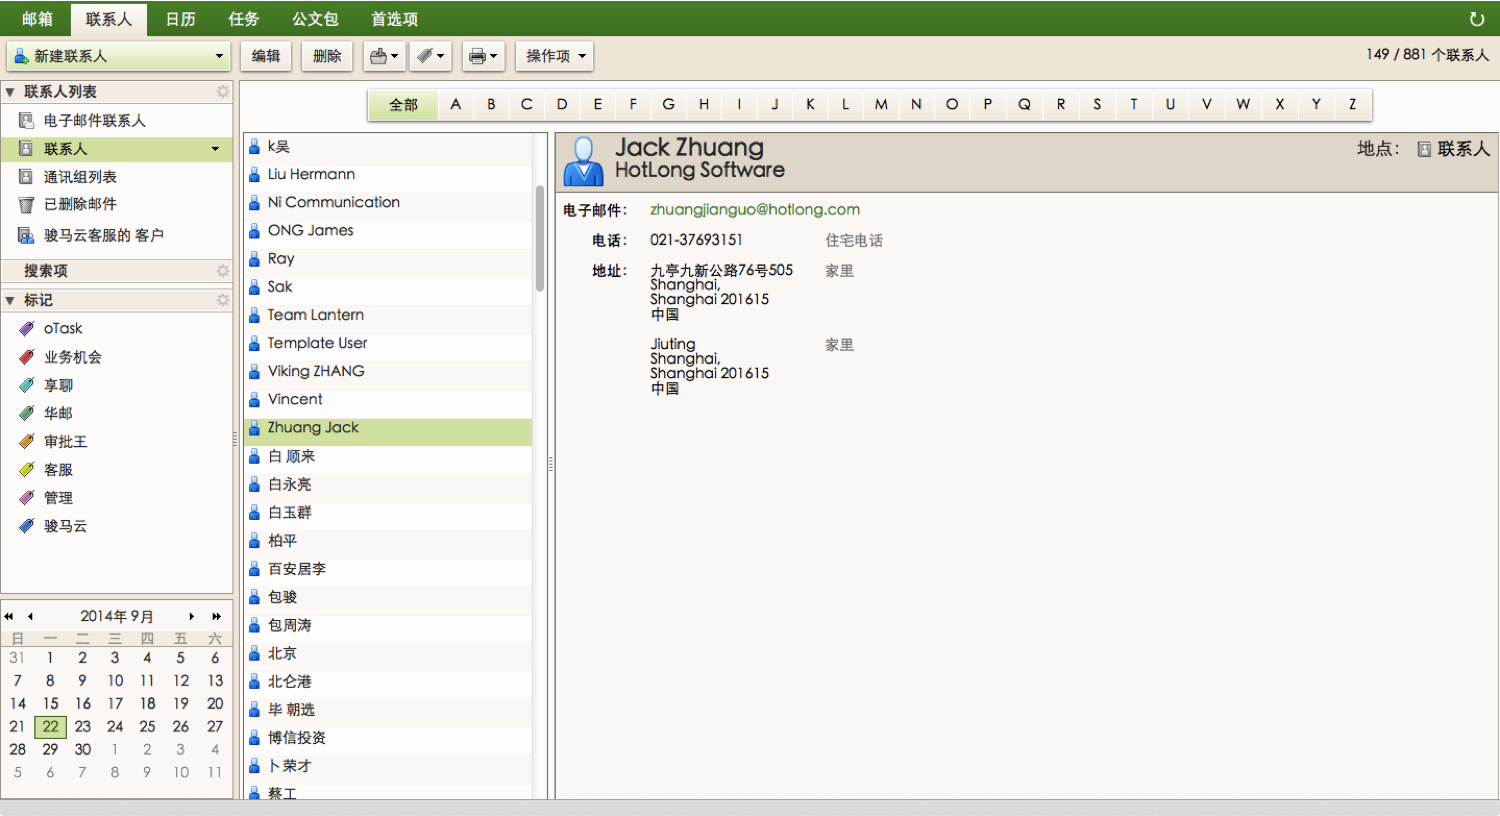 邮箱 联系人 日历 任务 公文包 首选项
新建联系人 编辑 删除 操作项 149 / 881 个联系人
联系人列表
电子邮件联系人
联系人
通讯组列表
已删除邮件
骏马云客服的 客户
搜索项
标记
oTask
业务机会
享聊
华邮
审批王
客服
管理
骏马云
2014年 9月
日 一 二 三 四 五 六
31 1 2 3 4 5 6
7 8 9 10 11 12 13
14 15 16 17 18 19 20
21 22 23 24 25 26 27
28 29 30 1 2 3 4
5 6 7 8 9 10 11
全部 A B C D E F G H I J K L M N O P Q R S T U V W X Y Z
k吴
Liu Hermann
Ni Communication
ONG James
Ray
Sak
Team Lantern
Template User
Viking ZHANG
Vincent
Zhuang Jack
白 顺来
白永亮
白玉群
柏平
百安居李
包骏
包周涛
北京
北仑港
毕 朝选
博信投资
卜荣才
蔡工
Jack Zhuang
HotLong Software
地点： 联系人
电子邮件： zhuangjianguo@hotlong.com
电话： 021-37693151 住宅电话
地址： 九亭九新公路76号505 家里
Shanghai,
Shanghai 201615
中国
Jiuting 家里
Shanghai,
Shanghai 201615
中国